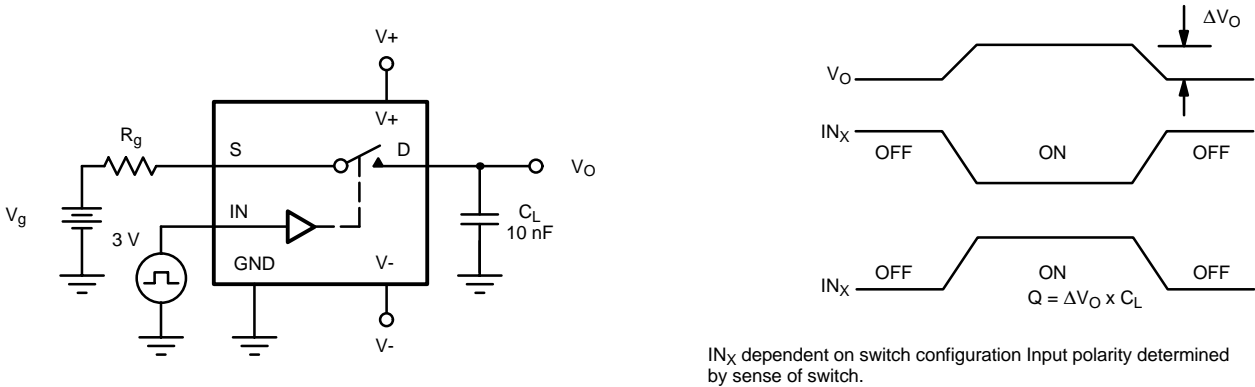 V+
V+
Rg
S
D
VO
Vg
IN
CL
10 nF
3 V
GND
V-
V-
ΔVO
VO
INX
OFF
ON
OFF
INX
OFF
ON
OFF
Q = ΔVO x CL
INX dependent on switch configuration Input polarity determined
by sense of switch.